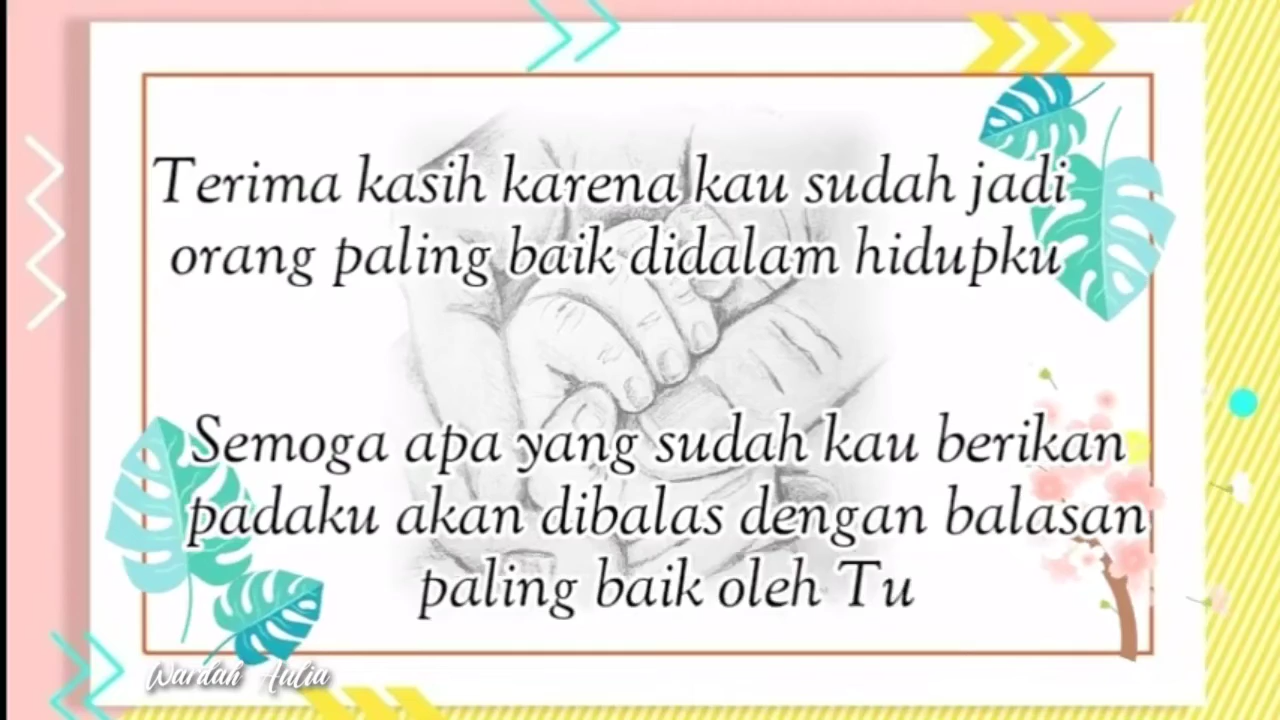 Terima kasih karena kau sudah jadi
orang paling baik didalam hidupku
Semoga apa yang sudah kau berikan
padaku akan dibalas dengan balasan
paling baik oleh Tu
Wardah Aulia